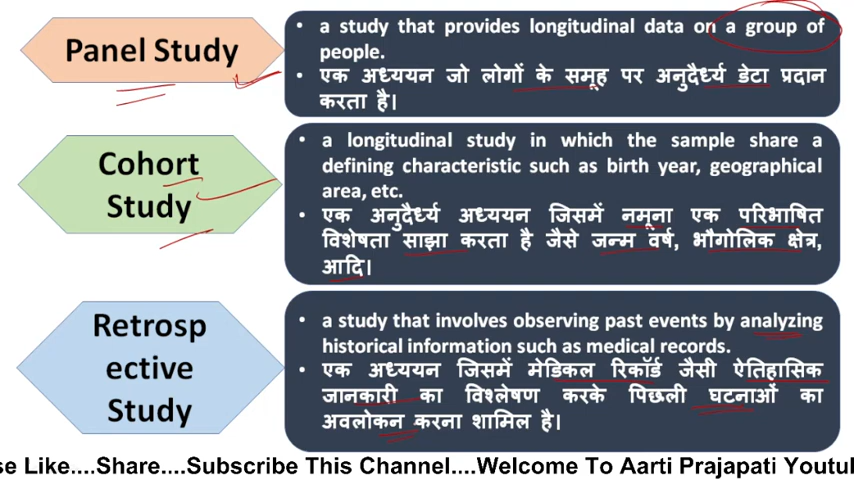 Panel Study
• a study that provides longitudinal data on a group of
people.
• एक अध्ययन जो लोगों के समूह पर अनुदैर्ध्य डेटा प्रदान
करता है।
Cohort
Study
• a longitudinal study in which the sample share a
defining characteristic such as birth year, geographical
area, etc.
• एक अनुदैर्ध्य अध्ययन जिसमें नमूना एक परिभाषित
विशेषता साझा करता है जैसे जन्म वर्ष, भौगोलिक क्षेत्र,
आदि।
Retrosp
ective
Study
• a study that involves observing past events by analyzing
historical information such as medical records.
• एक अध्ययन जिसमें मेडिकल रिकॉर्ड जैसी ऐतिहासिक
जानकारी का विश्लेषण करके पिछली घटनाओं का
अवलोकन करना शामिल है।
se Like....Share....Subscribe This Channel....Welcome To Aarti Prajapati Youtu